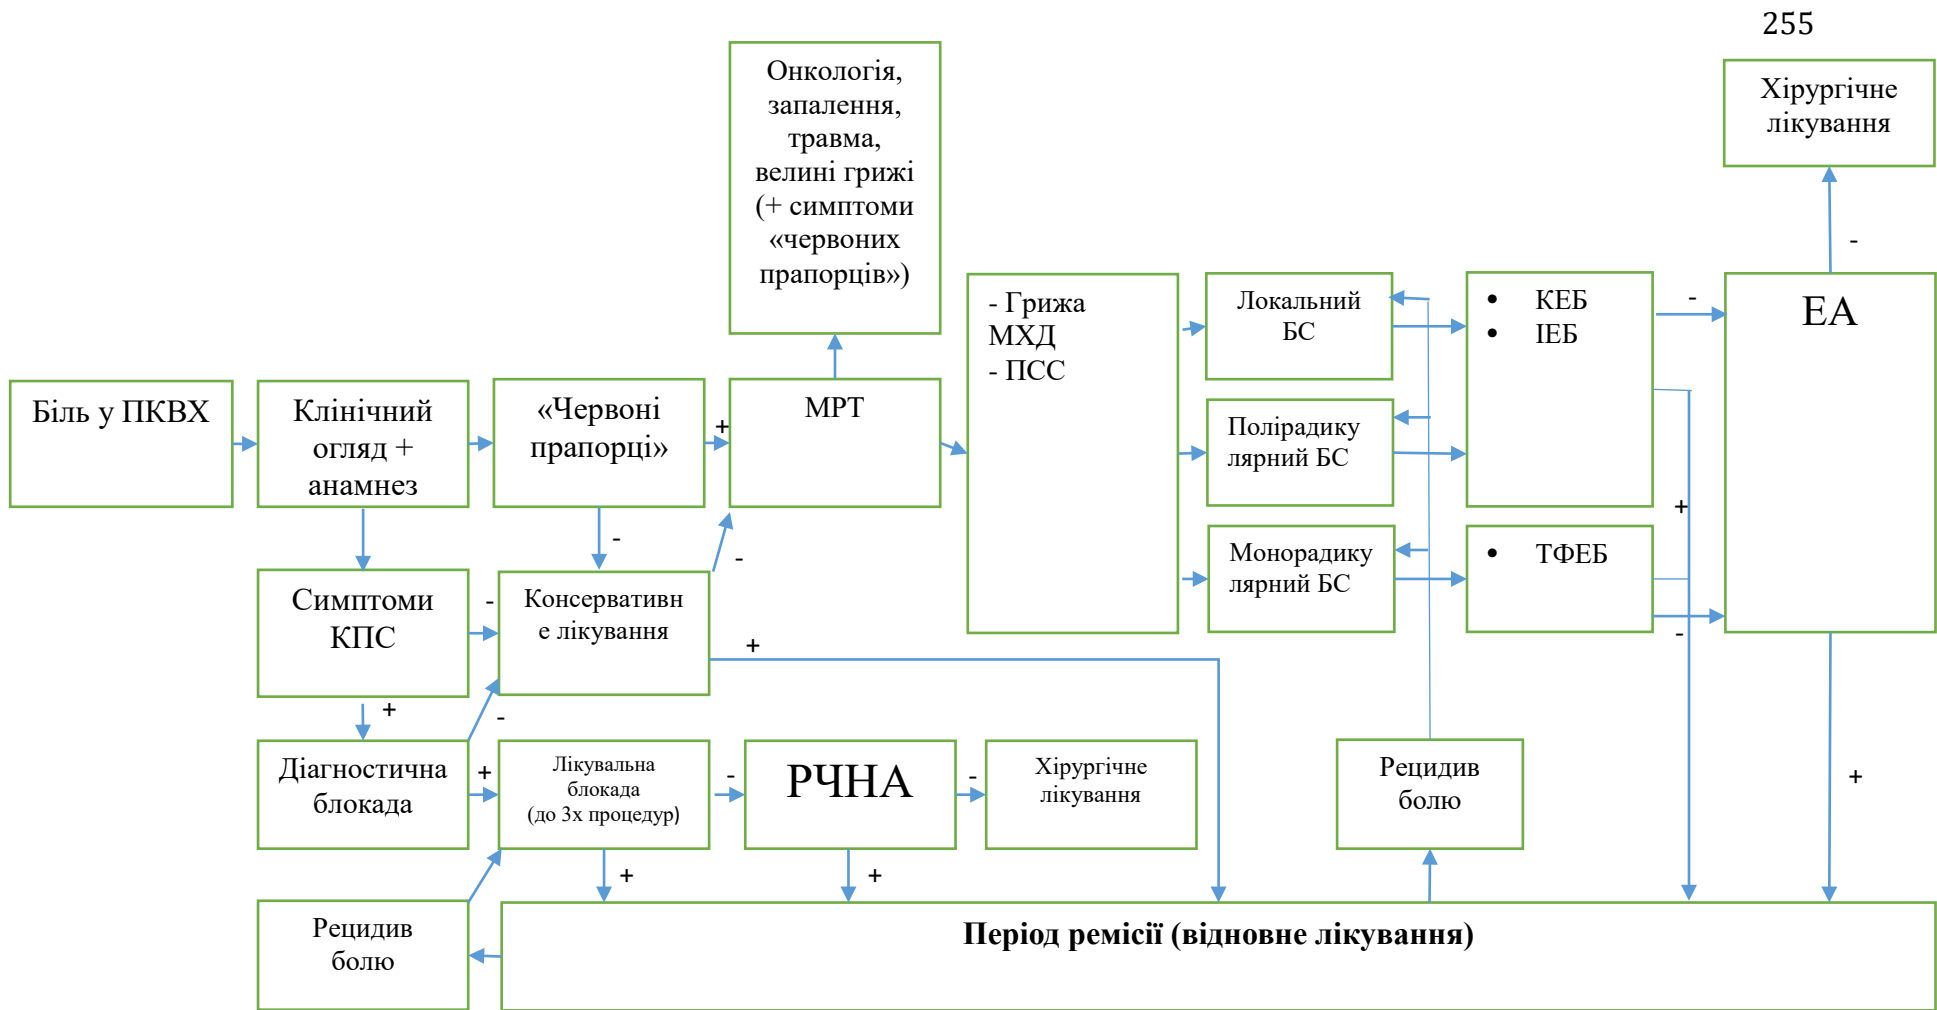 255
Онкологія,
запалення,
травма,
велині грижі
(+ симптоми
«червоних
прапорців»)
Хірургічне
лікування
-
- Грижа
МХД
- ПСС
Локальний
БС
• КЕБ
• ІЕБ
-
ЕА
Біль у ПКВХ
Клінічний
огляд +
анамнез
«Червоні
прапорці»
+
МРТ
Полірадику
лярний БС
+
-
-
Монорадику
лярний БС
• ТФЕБ
-
Симптоми
КПС
-
Консервативн
е лікування
+
+
-
Діагностична
блокада
+
Лікувальна
блокада
(до 3х процедур)
-
РЧНА
-
Хірургічне
лікування
Рецидив
болю
+
+
+
Рецидив
болю
Період ремісії (відновне лікування)